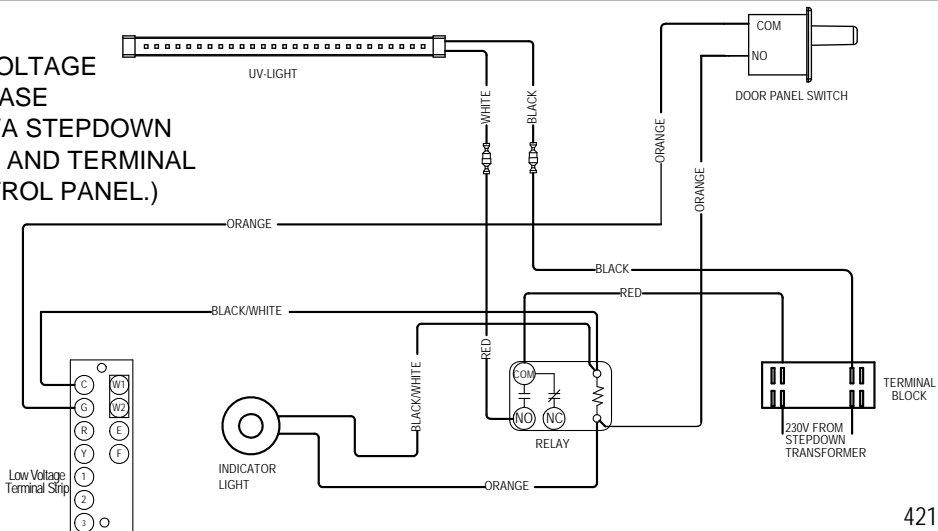 OLTAGE
ASE
A STEPDOWN
AND TERMINAL
TROL PANEL.)
UV-LIGHT
COM
NO
DOOR PANEL SWITCH
WHITE
BLACK
ORANGE
ORANGE
ORANGE
BLACK
RED
BLACK/WHITE
BLACK/WHITE
RED
COM
NO
NC
RELAY
TERMINAL
BLOCK
230V FROM
STEPDOWN
TRANSFORMER
INDICATOR
LIGHT
ORANGE
C
W1
G
W2
R
E
Y
F
1
2
3
Low Voltage
Terminal Strip
421